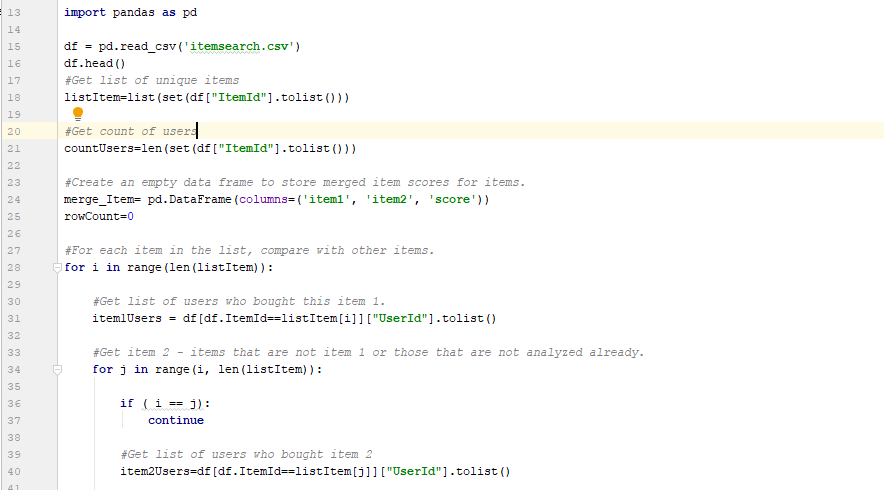 13 import pandas as pd
14
15 df = pd.read_csv('itemsearch.csv')
16 df.head()
17 #Get list of unique items
18 listItem=list(set(df["ItemId"].tolist()))
19
20 #Get count of users
21 countUsers=len(set(df["ItemId"].tolist()))
22
23 #Create an empty data frame to store merged item scores for items.
24 merge_Item= pd.DataFrame(columns=('item1', 'item2', 'score'))
25 rowCount=0
26
27 #For each item in the list, compare with other items.
28 for i in range(len(listItem)):
29
30 #Get list of users who bought this item 1.
31 item1Users = df[df.ItemId==listItem[i]]["UserId"].tolist()
32
33 #Get item 2 - items that are not item 1 or those that are not analyzed already.
34 for j in range(i, len(listItem)):
35
36 if ( i == j):
37 continue
38
39 #Get list of users who bought item 2
40 item2Users=df[df.ItemId==listItem[j]]["UserId"].tolist()
41